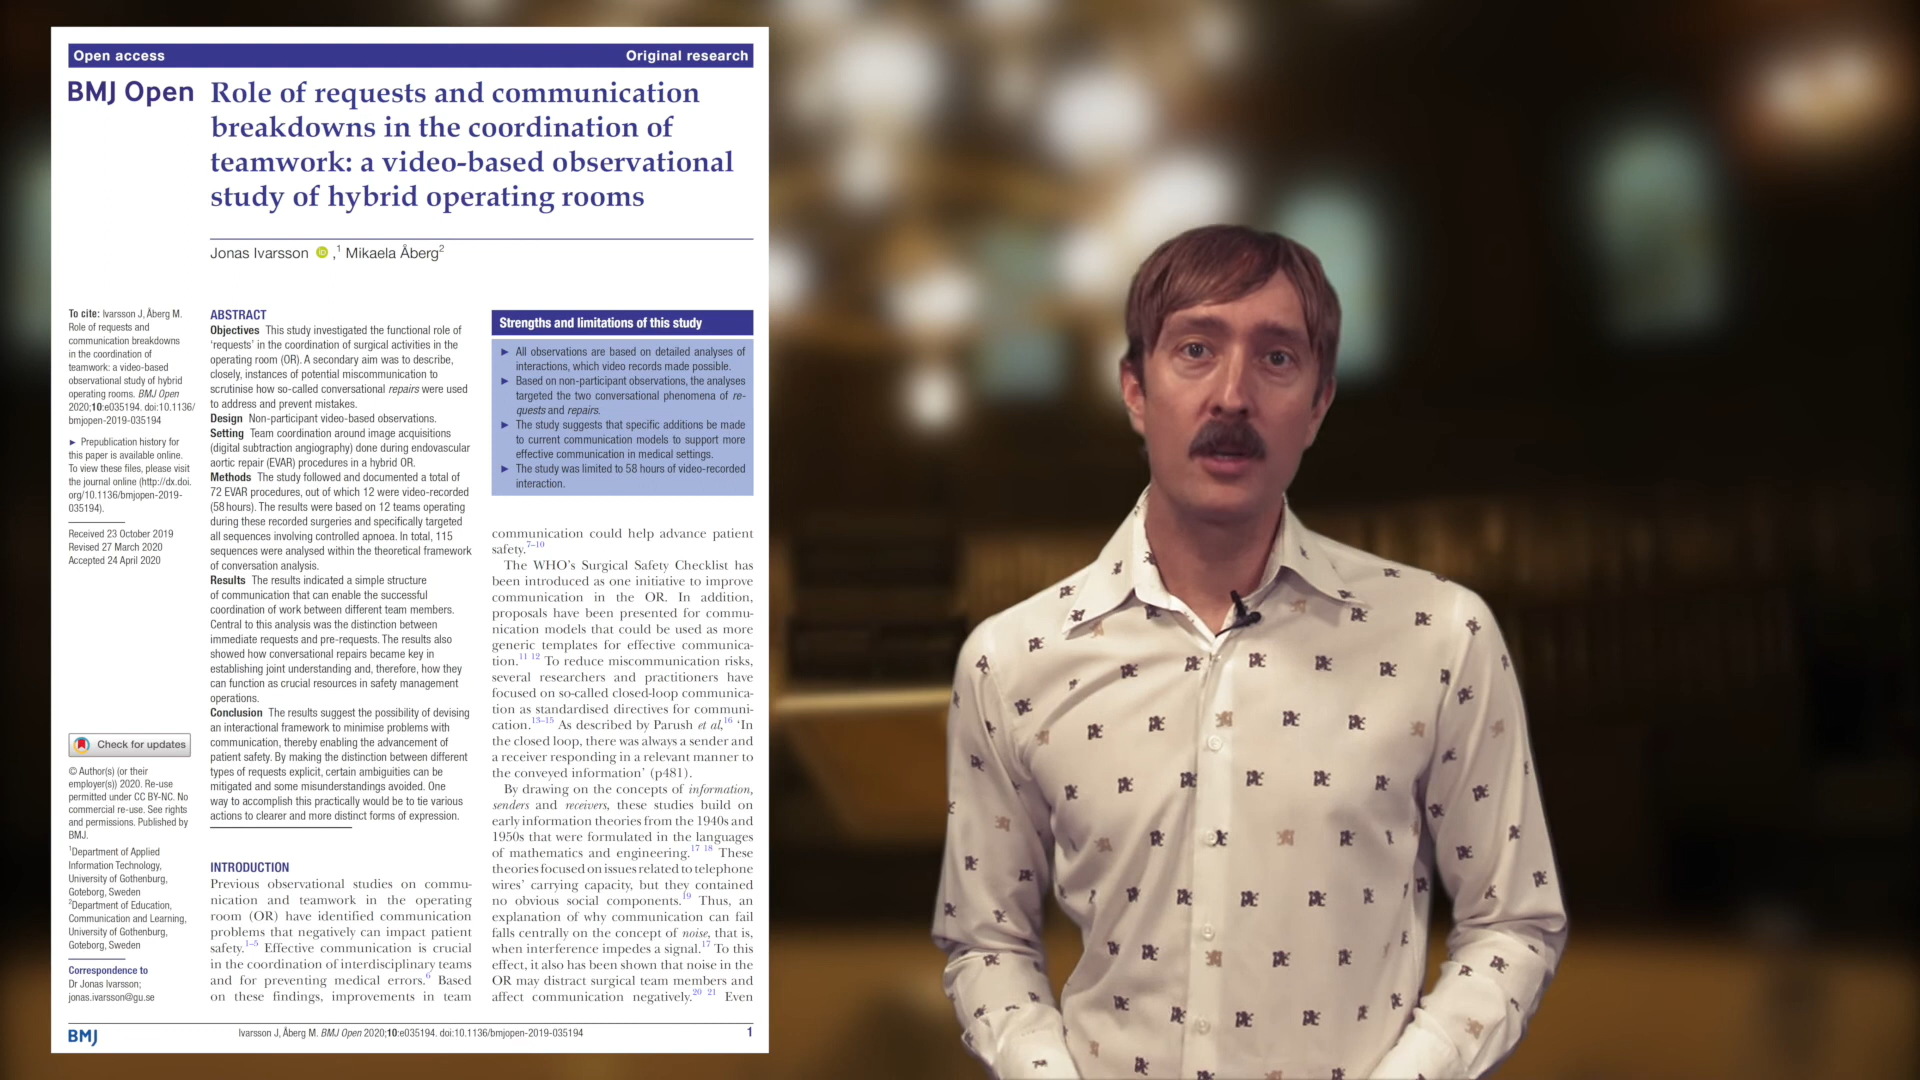 Open access
Original research
BMJ Open
Role of requests and communication
breakdowns in the coordination of
teamwork: a video-based observational
study of hybrid operating rooms
Jonas Ivarsson ,1 Mikaela Åberg2
To cite: Ivarsson J, Åberg M.
Role of requests and
communication breakdowns
in the coordination of
teamwork: a video-based
observational study of hybrid
operating rooms. BMJ Open
2020;10:e035194. doi:10.1136/
bmjopen-2019-035194
► Prepublication history for
this paper is available online.
To view these files, please visit
the journal online (http://dx.doi.
org/10.1136/bmjopen-2019-
035194).
Received 23 October 2019
Revised 27 March 2020
Accepted 24 April 2020
Check for updates
© Author(s) (or their
employer(s)) 2020. Re-use
permitted under CC BY-NC. No
commercial re-use. See rights
and permissions. Published by
BMJ.
1Department of Applied
Information Technology,
University of Gothenburg,
Goteborg, Sweden
2Department of Education,
Communication and Learning,
University of Gothenburg,
Goteborg, Sweden
Correspondence to
Dr Jonas Ivarsson;
jonas.ivarsson@gu.se
ABSTRACT
Objectives This study investigated the functional role of
'requests' in the coordination of surgical activities in the
operating room (OR). A secondary aim was to describe,
closely, instances of potential miscommunication to
scrutinise how so-called conversational repairs were used
to address and prevent mistakes.
Design Non-participant video-based observations.
Setting Team coordination around image acquisitions
(digital subtraction angiography) done during endovascular
aortic repair (EVAR) procedures in a hybrid OR.
Methods The study followed and documented a total of
72 EVAR procedures, out of which 12 were video-recorded
(58 hours). The results were based on 12 teams operating
during these recorded surgeries and specifically targeted
all sequences involving controlled apnoea. In total, 115
sequences were analysed within the theoretical framework
of conversation analysis.
Results The results indicated a simple structure
of communication that can enable the successful
coordination of work between different team members.
Central to this analysis was the distinction between
immediate requests and pre-requests. The results also
showed how conversational repairs became key in
establishing joint understanding and, therefore, how they
can function as crucial resources in safety management
operations.
Conclusion The results suggest the possibility of devising
an interactional framework to minimise problems with
communication, thereby enabling the advancement of
patient safety. By making the distinction between different
types of requests explicit, certain ambiguities can be
mitigated and some misunderstandings avoided. One
way to accomplish this practically would be to tie various
actions to clearer and more distinct forms of expression.
INTRODUCTION
Previous observational studies on commu-
nication and teamwork in the operating
room (OR) have identified communication
problems that negatively can impact patient
safety.1–5 Effective communication is crucial
in the coordination of interdisciplinary teams
and for preventing medical errors.6 Based
on these findings, improvements in team
Strengths and limitations of this study
► All observations are based on detailed analyses of
interactions, which video records made possible.
► Based on non-participant observations, the analyses
targeted the two conversational phenomena of re-
quests and repairs.
► The study suggests that specific additions be made
to current communication models to support more
effective communication in medical settings.
► The study was limited to 58 hours of video-recorded
interaction.
communication could help advance patient
safety.7–10
The WHO's Surgical Safety Checklist has
been introduced as one initiative to improve
communication in the OR. In addition,
proposals have been presented for commu-
nication models that could be used as more
generic templates for effective communica-
tion.11 12 To reduce miscommunication risks,
several researchers and practitioners have
focused on so-called closed-loop communica-
tion as standardised directives for communi-
cation.13–15 As described by Parush et al,16 'In
the closed loop, there was always a sender and
a receiver responding in a relevant manner to
the conveyed information' (p481).
By drawing on the concepts of information,
senders and receivers, these studies build on
early information theories from the 1940s and
1950s that were formulated in the languages
of mathematics and engineering.17 18 These
theories focused on issues related to telephone
wires' carrying capacity, but they contained
no obvious social components.19 Thus, an
explanation of why communication can fail
falls centrally on the concept of noise, that is,
when interference impedes a signal.17 To this
effect, it also has been shown that noise in the
OR may distract surgical team members and
affect communication negatively.20 21 Even
BMJ
Ivarsson J, Åberg M. BMJ Open 2020;10:e035194. doi:10.1136/bmjopen-2019-035194
1